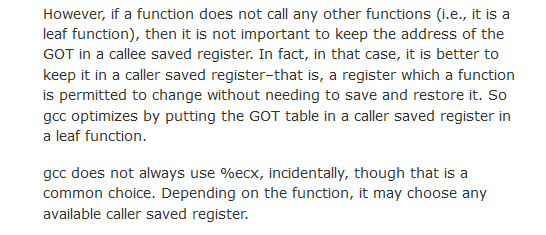 However, if a function does not call any other functions (i.e., it is a
leaf function), then it is not important to keep the address of the
GOT in a callee saved register. In fact, in that case, it is better to
keep it in a caller saved register–that is, a register which a function
is permitted to change without needing to save and restore it. So
gcc optimizes by putting the GOT table in a caller saved register in
a leaf function.
gcc does not always use %ecx, incidentally, though that is a
common choice. Depending on the function, it may choose any
available caller saved register.